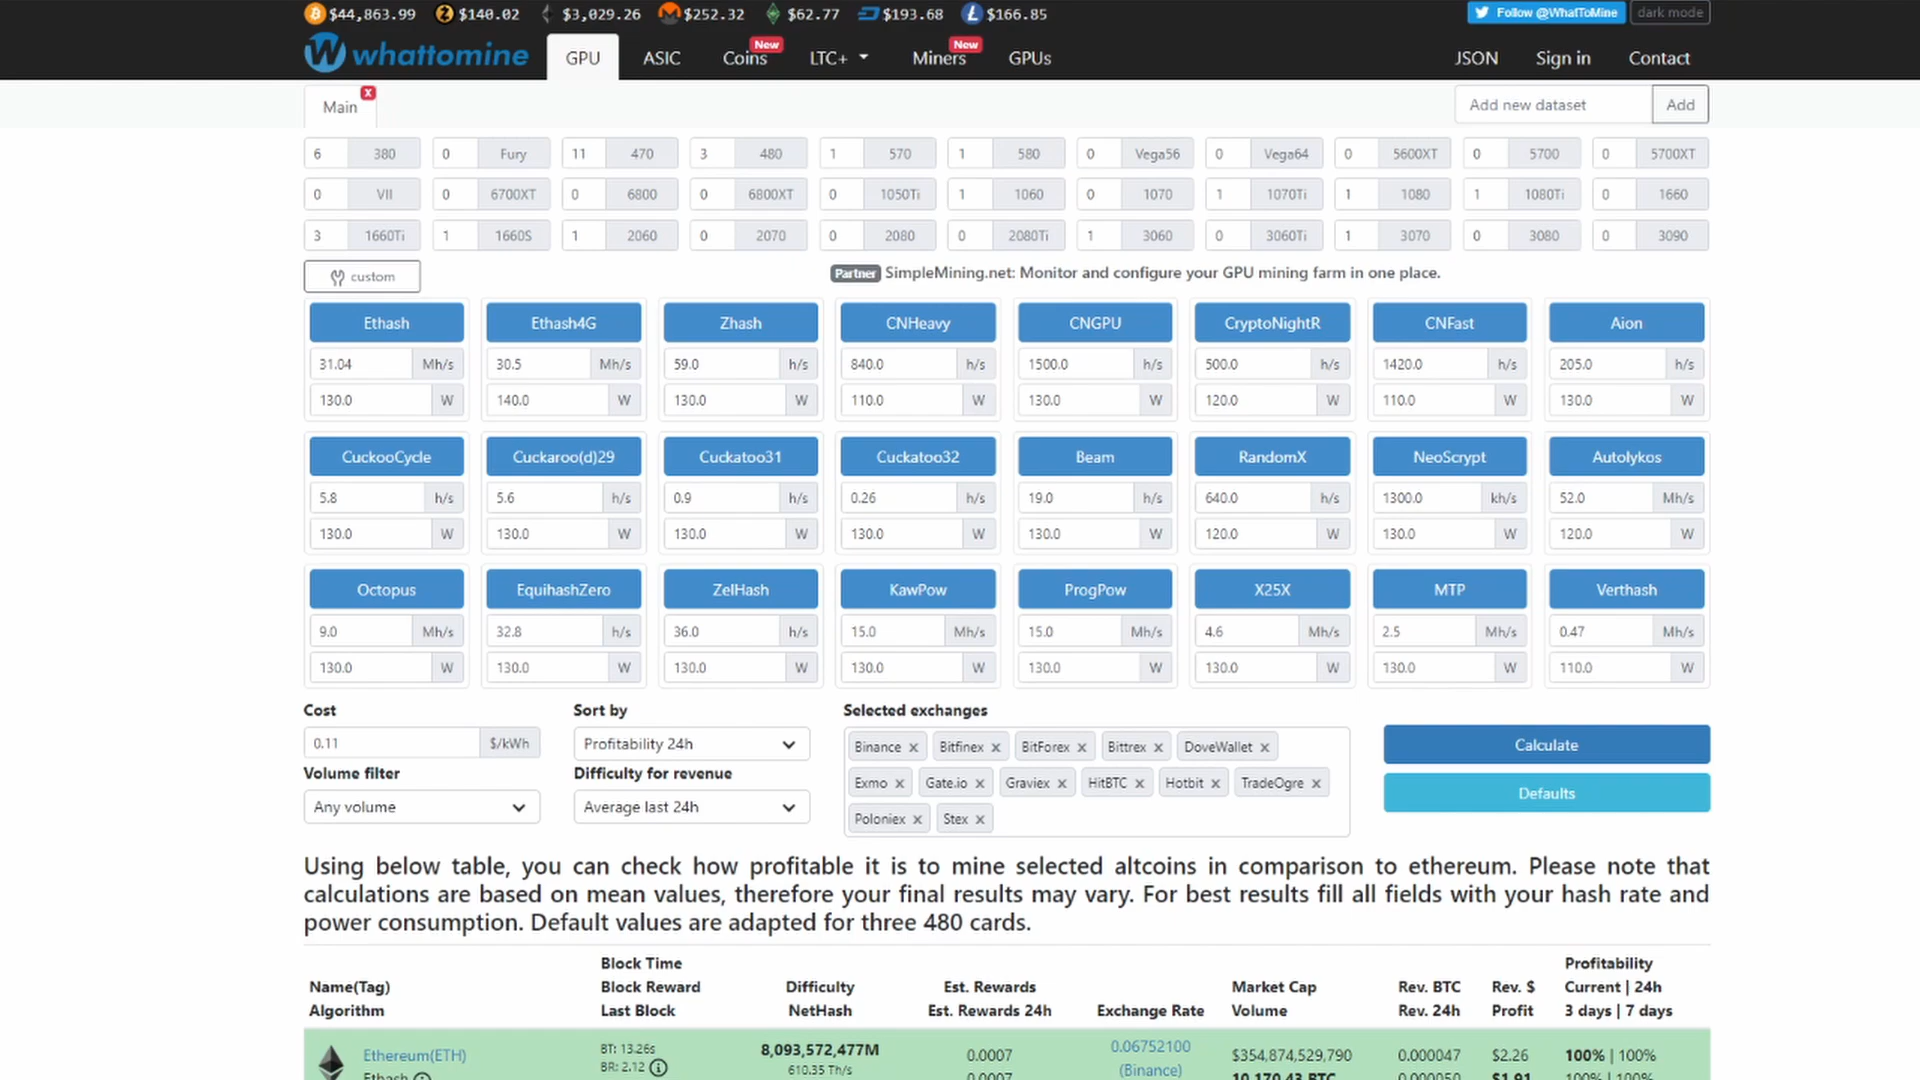 $44,863.99 $140.02 $3,029.26 $252.32 $62.77 $193.68 $166.85 Follow @WhatToMine dark mode
whattomine GPU ASIC Coins New LTC+ Miners New GPUs JSON Sign in Contact
Main x Add new dataset Add
6 380 0 Fury 11 470 3 480 1 570 1 580 0 Vega56 0 Vega64 0 5600XT 0 5700 0 5700XT
0 VII 0 6700XT 0 6800 0 6800XT 0 1050Ti 1 1060 0 1070 1 1070Ti 1 1080 1 1080Ti 0 1660
3 1660Ti 1 1660S 1 2060 0 2070 0 2080 0 2080Ti 1 3060 0 3060Ti 1 3070 0 3080 0 3090
custom Partner SimpleMining.net: Monitor and configure your GPU mining farm in one place.
Ethash Ethash4G Zhash CNHeavy CNGPU CryptoNightR CNFast Aion
31.04 Mh/s 30.5 Mh/s 59.0 h/s 840.0 h/s 1500.0 h/s 500.0 h/s 1420.0 h/s 205.0 h/s
130.0 W 140.0 W 130.0 W 110.0 W 130.0 W 120.0 W 110.0 W 130.0 W
CuckooCycle Cuckaroo(d)29 Cuckatoo31 Cuckatoo32 Beam RandomX NeoScrypt Autolykos
5.8 h/s 5.6 h/s 0.9 h/s 0.26 h/s 19.0 h/s 640.0 h/s 1300.0 kh/s 52.0 Mh/s
130.0 W 130.0 W 130.0 W 130.0 W 130.0 W 120.0 W 130.0 W 120.0 W
Octopus EquihashZero ZelHash KawPow ProgPow X25X MTP Verthash
9.0 Mh/s 32.8 h/s 36.0 h/s 15.0 Mh/s 15.0 Mh/s 4.6 Mh/s 2.5 Mh/s 0.47 Mh/s
130.0 W 130.0 W 130.0 W 130.0 W 130.0 W 130.0 W 130.0 W 110.0 W
Cost Sort by Selected exchanges
0.11 $/kWh Profitability 24h Binance × Bitfinex × BitForex × Bittrex × DoveWallet × Calculate
Volume filter Difficulty for revenue Exmo × Gate.io × Graviex × HitBTC × Hotbit × TradeOgre × Defaults
Any volume Average last 24h Poloniex × Stex ×
Using below table, you can check how profitable it is to mine selected altcoins in comparison to ethereum. Please note that
calculations are based on mean values, therefore your final results may vary. For best results fill all fields with your hash rate and
power consumption. Default values are adapted for three 480 cards.
Block Time Profitability
Name(Tag) Block Reward Difficulty Est. Rewards Market Cap Rev. BTC Rev. $ Current | 24h
Algorithm Last Block NetHash Est. Rewards 24h Exchange Rate Volume Rev. 24h Profit 3 days | 7 days
Ethereum(ETH) BT: 13.26s 8,093,572,477M 0.0007 0.06752100 $354,874,529,790 0.000047 $2.26 100% | 100%
Ethash BR: 2.12 610.35 Th/s 0.0007 (Binance) 10,170.43 BTC 0.000050 $1.91 100% | 100%